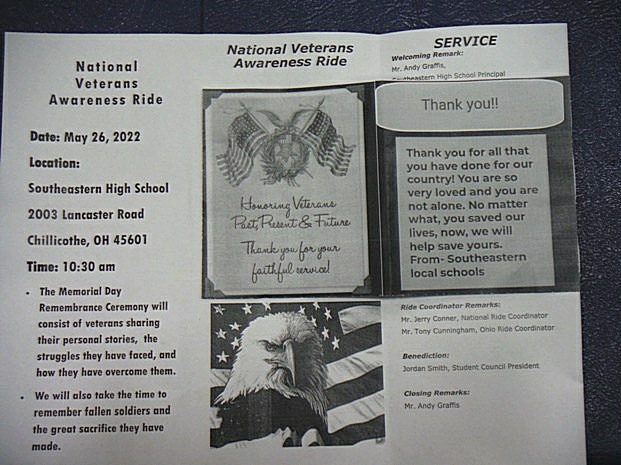 National
Veterans
Awareness Ride
Date: May 26, 2022
Location:
Southeastern High School
2003 Lancaster Road
Chillicothe, OH 45601
Time: 10:30 am
• The Memorial Day
Remembrance Ceremony will
consist of veterans sharing
their personal stories, the
struggles they have faced, and
how they have overcome them.
• We will also take the time to
remember fallen soldiers and
the great sacrifice they have
made.
National Veterans
Awareness Ride
Honoring Veterans
Past, Present & Future
Thank you for your
faithful service!
SERVICE
Welcoming Remark:
Mr. Andy Graffis,
Southeastern High School Principal
Thank you!!
Thank you for all that
you have done for our
country! You are so
very loved and you are
not alone. No matter
what, you saved our
lives, now, we will
help save yours.
From- Southeastern
local schools
Ride Coordinator Remarks:
Mr. Jerry Conner, National Ride Coordinator
Mr. Tony Cunningham, Ohio Ride Coordinator
Benediction:
Jordan Smith, Student Council President
Closing Remarks:
Mr. Andy Graffis